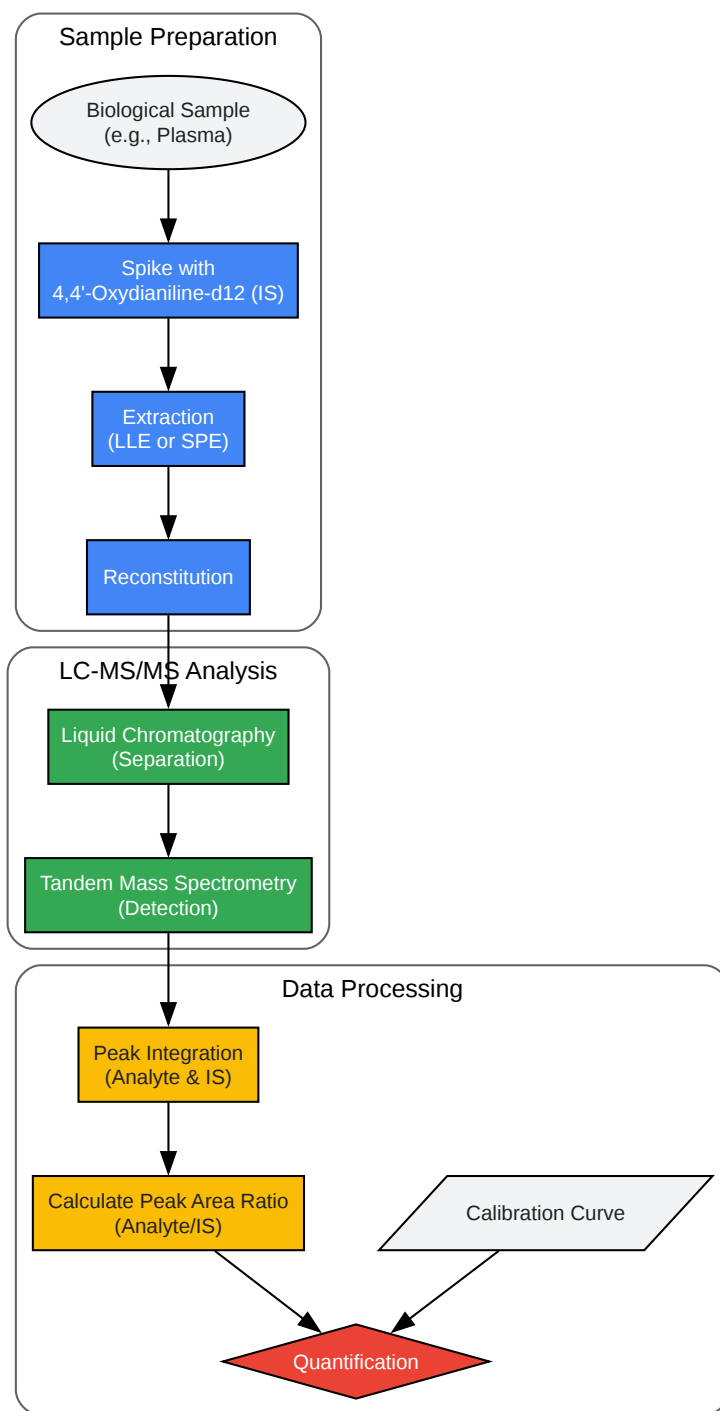 Sample Preparation
Biological Sample
(e.g., Plasma)
Spike with
4,4'-Oxydianiline-d12 (IS)
Extraction
(LLE or SPE)
Reconstitution
LC-MS/MS Analysis
Liquid Chromatography
(Separation)
Tandem Mass Spectrometry
(Detection)
Data Processing
Peak Integration
(Analyte & IS)
Calculate Peak Area Ratio
(Analyte/IS)
Calibration Curve
Quantification